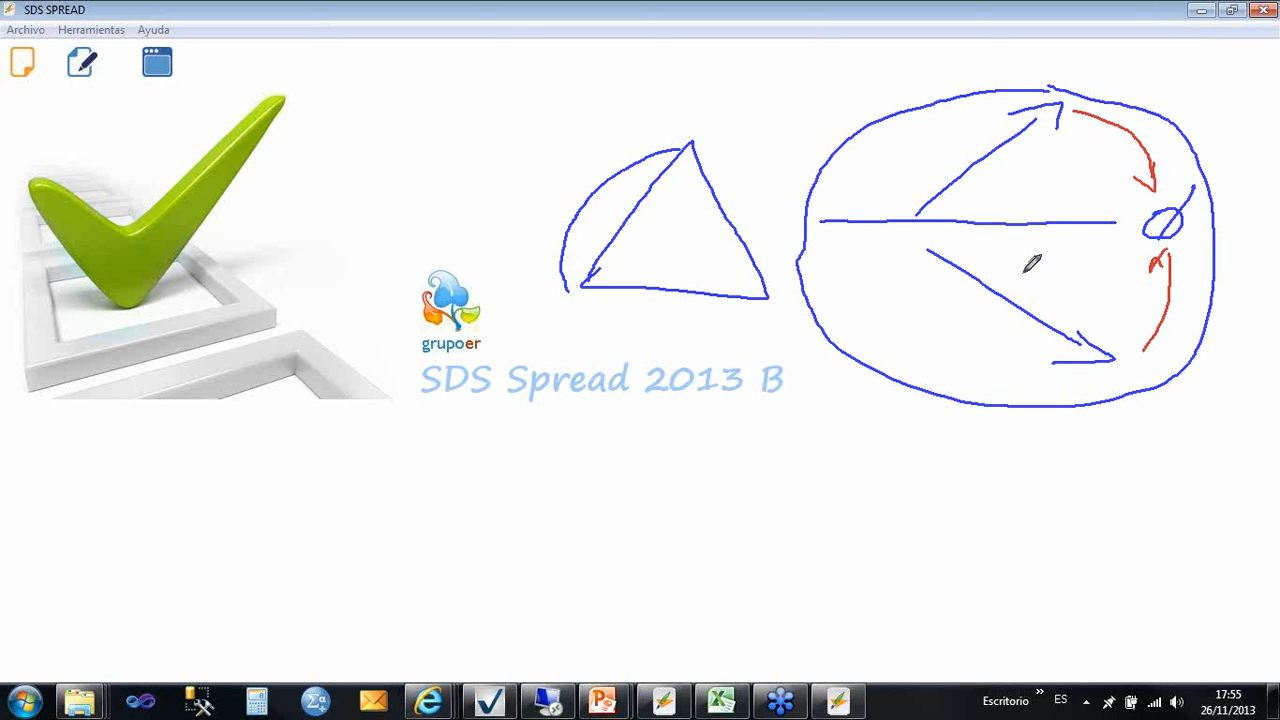 SDS SPREAD
Archivo Herramientas Ayuda
grupoer
SDS Spread 2013 B
Escritorio
»
ES
17:55
26/11/2013